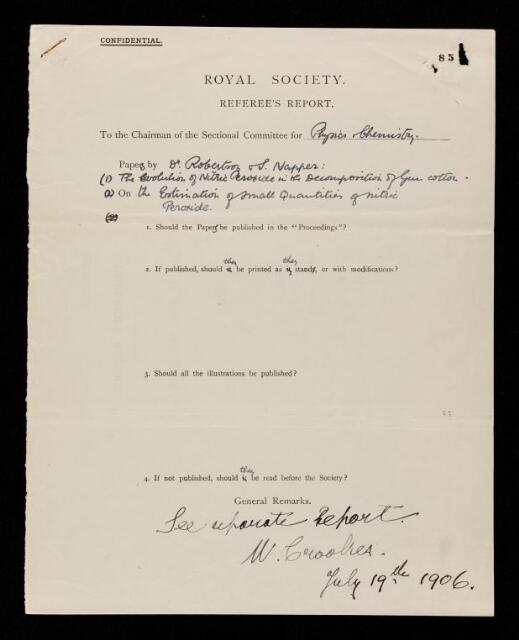 CONFIDENTIAL.
85
ROYAL SOCIETY.
REFEREE'S REPORT.
To the Chairman of the Sectional Committee for Physics & Chemistry.
Papers by Dr. Robertson & S. Napper:
(1) The Evolution of Nitric Peroxide in the Decomposition of Gun cotton.
(2) On the Estimation of Small Quantities of Nitric
Peroxide.
1. Should the Papers be published in the "Proceedings"?
they they
2. If published, should be printed as stand, or with modifications?
3. Should all the illustrations be published?
they
4. If not published, should be read before the Society?
General Remarks.
See separate Report.
W. Crookes.
July 19th 1906.